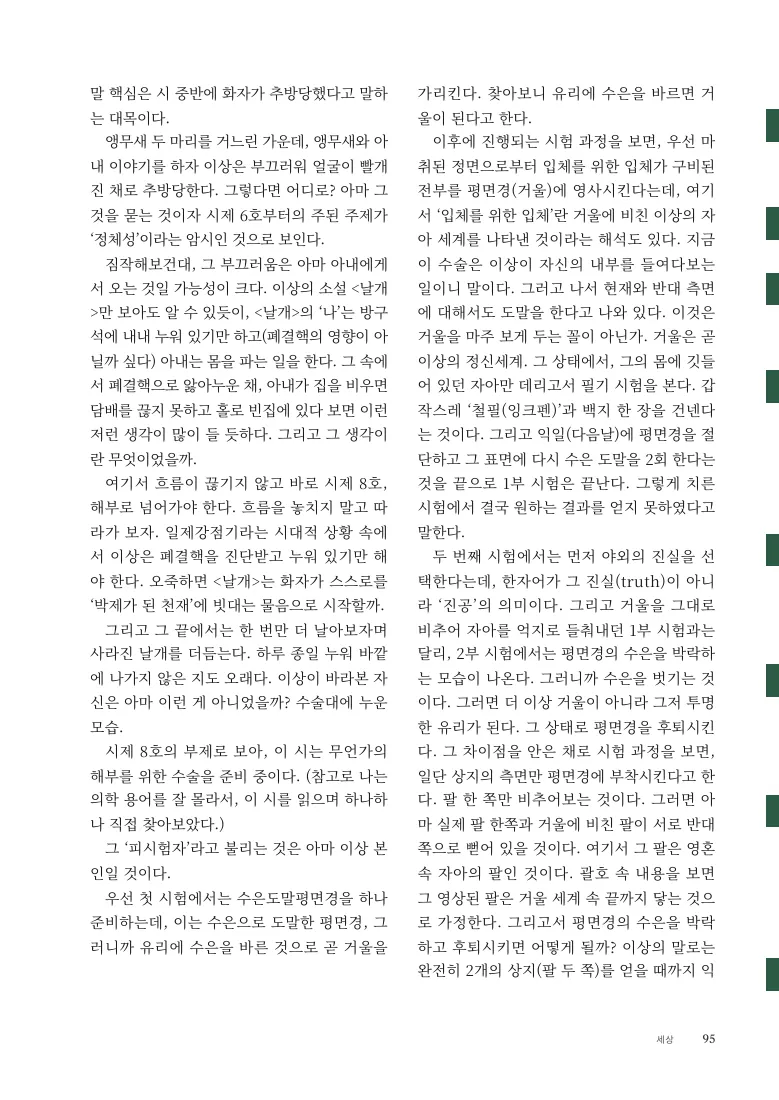 말 핵심은 시 중반에 화자가 추방당했다고 말하
는 대목이다.
앵무새 두 마리를 거느린 가운데, 앵무새와 아
내 이야기를 하자 이상은 부끄러워 얼굴이 빨개
진 채로 추방당한다. 그렇다면 어디로? 아마 그
것을 묻는 것이자 시제 6호부터의 주된 주제가
‘정체성’이라는 암시인 것으로 보인다.
짐작해보건대, 그 부끄러움은 아마 아내에게
서 오는 것일 가능성이 크다. 이상의 소설 <날개
>만 보아도 알 수 있듯이, <날개>의 ‘나’는 방구
석에 내내 누워 있기만 하고(폐결핵의 영향이 아
닐까 싶다) 아내는 몸을 파는 일을 한다. 그 속에
서 폐결핵으로 앓아누운 채, 아내가 집을 비우면
담배를 끊지 못하고 홀로 빈집에 있다 보면 이런
저런 생각이 많이 들 듯하다. 그리고 그 생각이
란 무엇이었을까.
여기서 흐름이 끊기지 않고 바로 시제 8호,
해부로 넘어가야 한다. 흐름을 놓치지 말고 따
라가 보자. 일제강점기라는 시대적 상황 속에
서 이상은 폐결핵을 진단받고 누워 있기만 해
야 한다. 오죽하면 <날개>는 화자가 스스로를
‘박제가 된 천재’에 빗대는 물음으로 시작할까.
그리고 그 끝에서는 한 번만 더 날아보자며
사라진 날개를 더듬는다. 하루 종일 누워 바깥
에 나가지 않은 지도 오래다. 이상이 바라본 자
신은 아마 이런 게 아니었을까? 수술대에 누운
모습.
시제 8호의 부제로 보아, 이 시는 무언가의
해부를 위한 수술을 준비 중이다. (참고로 나는
의학 용어를 잘 몰라서, 이 시를 읽으며 하나하
나 직접 찾아보았다.)
그 ‘피시험자’라고 불리는 것은 아마 이상 본
인일 것이다.
우선 첫 시험에서는 수은도말평면경을 하나
준비하는데, 이는 수은으로 도말한 평면경, 그
러니까 유리에 수은을 바른 것으로 곧 거울을
가리킨다. 찾아보니 유리에 수은을 바르면 거
울이 된다고 한다.
이후에 진행되는 시험 과정을 보면, 우선 마
취된 정면으로부터 입체를 위한 입체가 구비된
전부를 평면경(거울)에 영사시킨다는데, 여기
서 ‘입체를 위한 입체’란 거울에 비친 이상의 자
아 세계를 나타낸 것이라는 해석도 있다. 지금
이 수술은 이상이 자신의 내부를 들여다보는
일이니 말이다. 그러고 나서 현재와 반대 측면
에 대해서도 도말을 한다고 나와 있다. 이것은
거울을 마주 보게 두는 꼴이 아닌가. 거울은 곧
이상의 정신세계. 그 상태에서, 그의 몸에 깃들
어 있던 자아만 데리고서 필기 시험을 본다. 갑
작스레 ‘철필(잉크펜)’과 백지 한 장을 건넨다
는 것이다. 그리고 익일(다음날)에 평면경을 절
단하고 그 표면에 다시 수은 도말을 2회 한다는
것을 끝으로 1부 시험은 끝난다. 그렇게 치른
시험에서 결국 원하는 결과를 얻지 못하였다고
말한다.
두 번째 시험에서는 먼저 야외의 진실을 선
택한다는데, 한자어가 그 진실(truth)이 아니
라 ‘진공’의 의미이다. 그리고 거울을 그대로
비추어 자아를 억지로 들춰내던 1부 시험과는
달리, 2부 시험에서는 평면경의 수은을 박락하
는 모습이 나온다. 그러니까 수은을 벗기는 것
이다. 그러면 더 이상 거울이 아니라 그저 투명
한 유리가 된다. 그 상태로 평면경을 후퇴시킨
다. 그 차이점을 안은 채로 시험 과정을 보면,
일단 상지의 측면만 평면경에 부착시킨다고 한
다. 팔 한 쪽만 비추어보는 것이다. 그러면 아
마 실제 팔 한쪽과 거울에 비친 팔이 서로 반대
쪽으로 뻗어 있을 것이다. 여기서 그 팔은 영혼
속 자아의 팔인 것이다. 괄호 속 내용을 보면
그 영상된 팔은 거울 세계 속 끝까지 닿는 것으
로 가정한다. 그리고서 평면경의 수은을 박락
하고 후퇴시키면 어떻게 될까? 이상의 말로는
완전히 2개의 상지(팔 두 쪽)를 얻을 때까지 익
세상 95